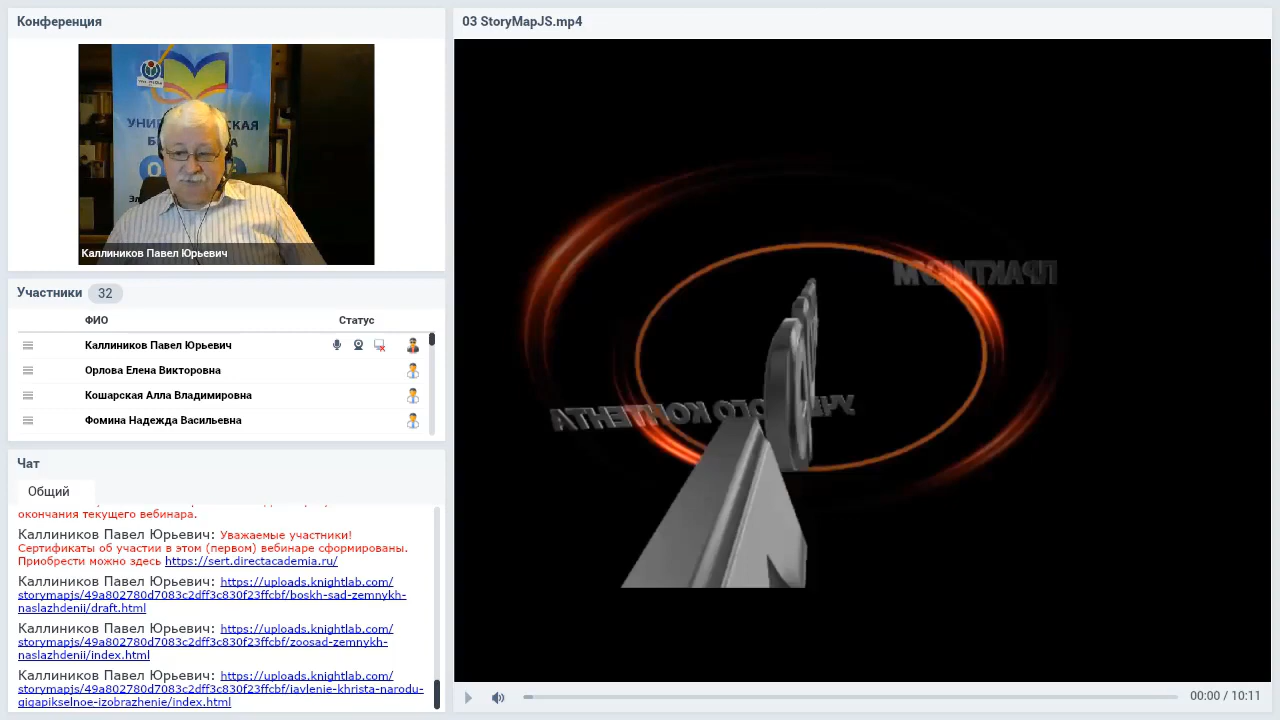 Конференция
Каллиников Павел Юрьевич
Участники 32
ФИО Статус
Каллиников Павел Юрьевич
Орлова Елена Викторовна
Кошарская Алла Владимировна
Фомина Надежда Васильевна
Чат
Общий
окончания текущего вебинара.
Каллиников Павел Юрьевич: Уважаемые участники!
Сертификаты об участии в этом (первом) вебинаре сформированы.
Приобрести можно здесь https://sert.directacademia.ru/
Каллиников Павел Юрьевич: https://uploads.knightlab.com/
storymapjs/49a802780d7083c2dff3c830f23ffcbf/boskh-sad-zemnykh-
naslazhdenii/draft.html
Каллиников Павел Юрьевич: https://uploads.knightlab.com/
storymapjs/49a802780d7083c2dff3c830f23ffcbf/zoosad-zemnykh-
naslazhdenii/index.html
Каллиников Павел Юрьевич: https://uploads.knightlab.com/
storymapjs/49a802780d7083c2dff3c830f23ffcbf/iavlenie-khrista-narodu-
gigapikselnoe-izobrazhenie/index.html
03 StoryMapJS.mp4
ПРАКТИКУМ
КОНТЕНТА
00:00 / 10:11